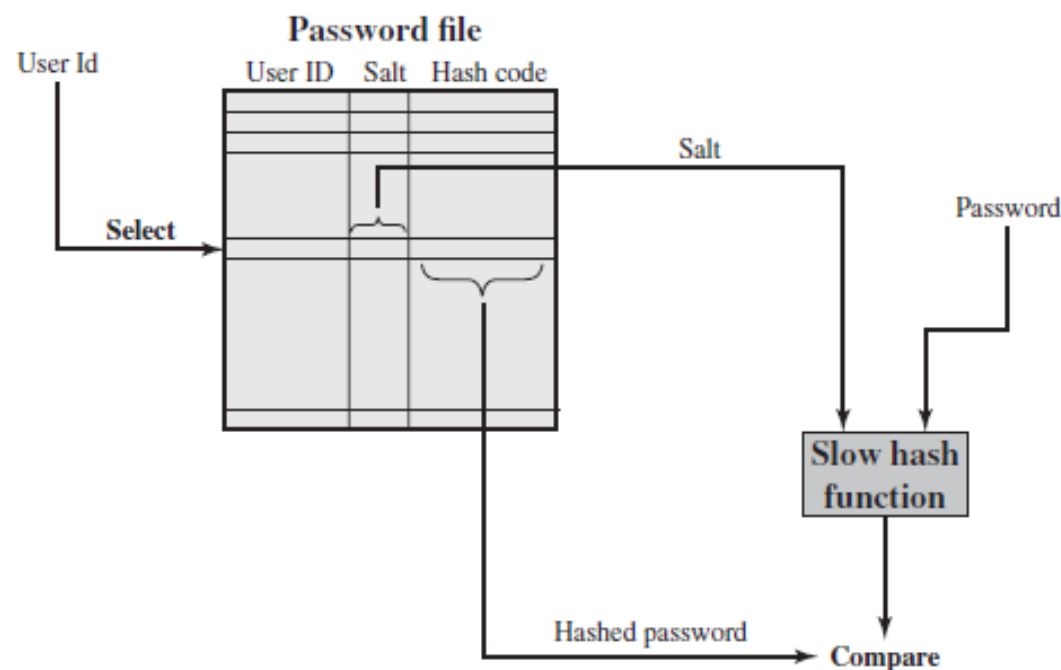 Password file
User Id
User ID Salt Hash code
Salt
Password
Select
Slow hash
function
Hashed password
Compare